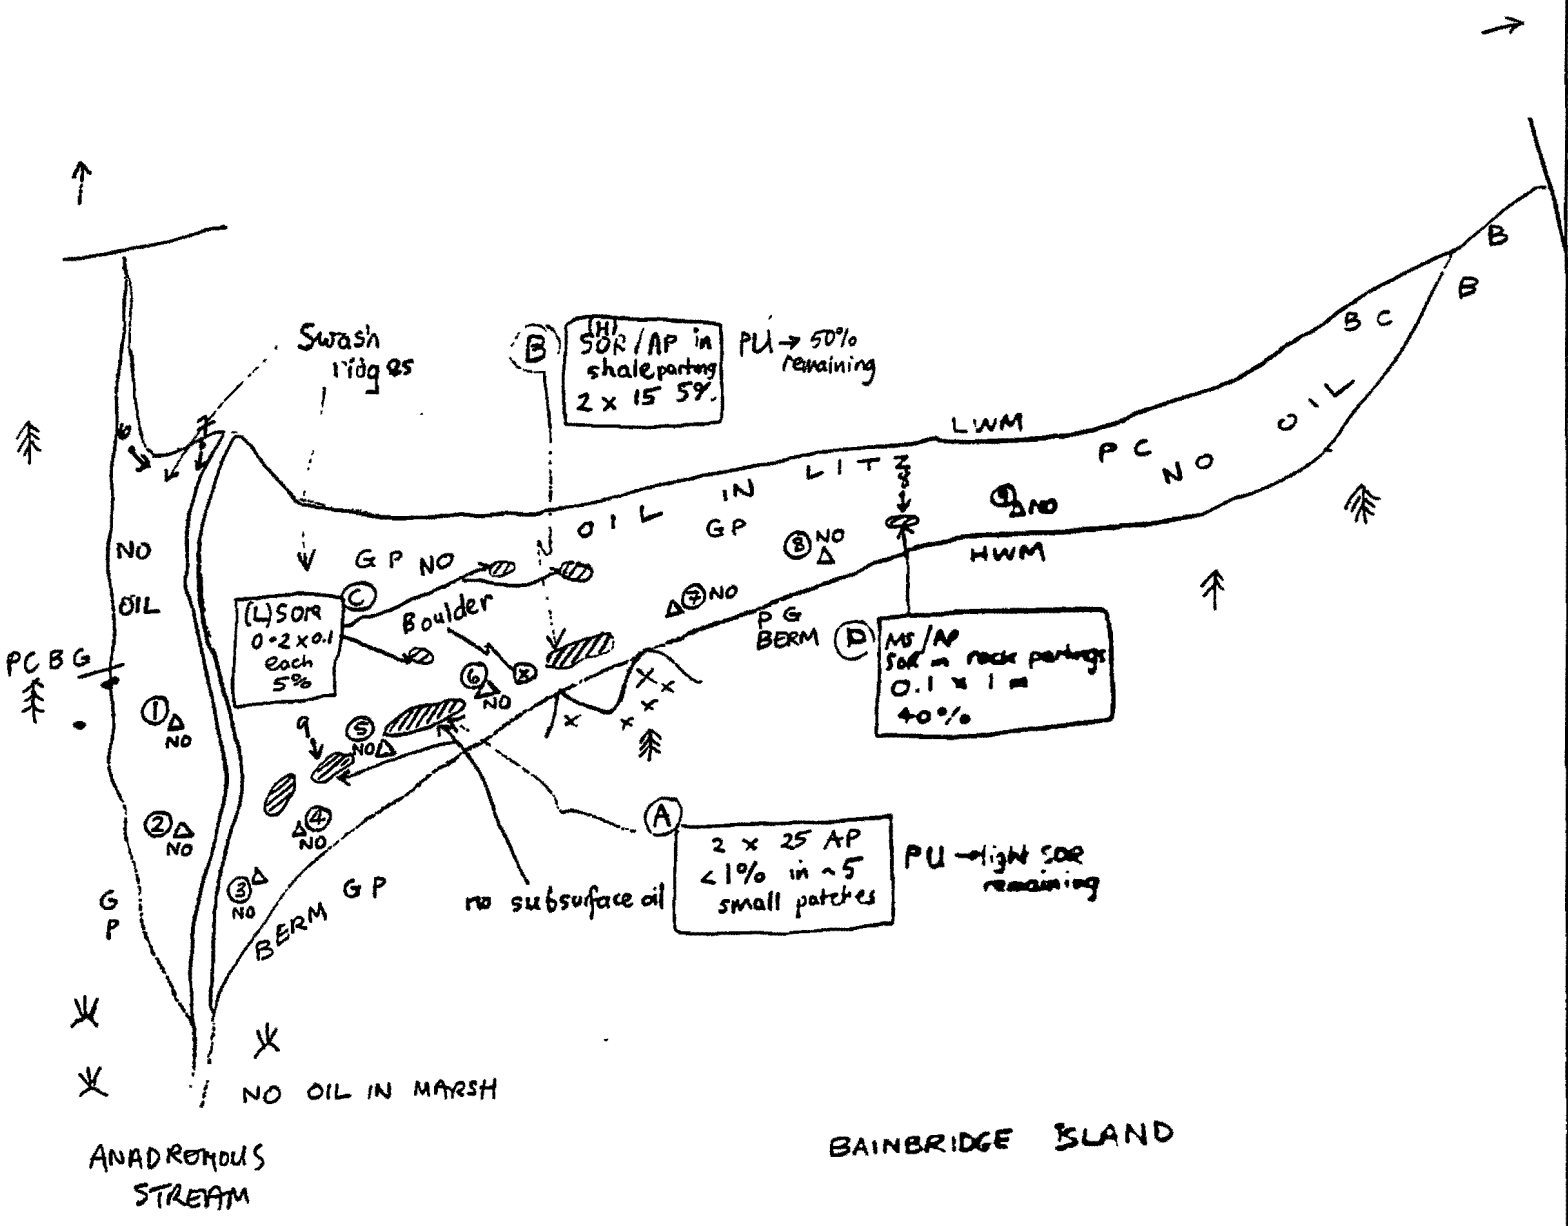 Swash
ridges
B
(H)
SOR/AP in
shale parting
2 x 15 5%
PU → 50%
remaining
B
B
B C
LWM
P C
NO OIL
OIL IN LITZ
GP
GP NO
9 NO
8 NO
HWM
7 NO
PG
BERM
NO
OIL
6
C
(L) SOR
0.2 x 0.1
each
5%
Boulder
x
6
NO
D
MS/AP
SOR in rock partings
0.1 x 1 m
40%
PCBG
1
NO
9
5
NO
2
NO
4
NO
3
NO
A
2 x 25 AP
<1% in ~5
small patches
PU → light SOR
remaining
no subsurface oil
G
P
BERM
GP
NO OIL IN MARSH
ANADROMOUS
STREAM
BAINBRIDGE ISLAND